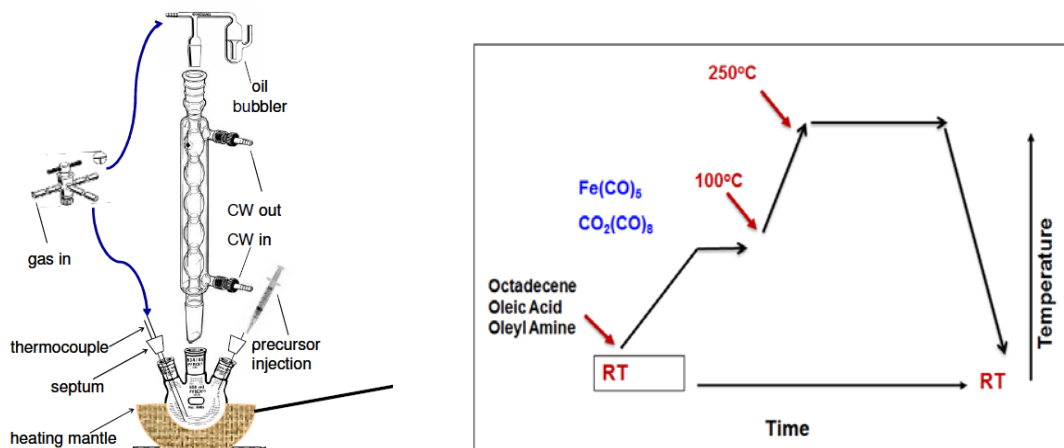 oil
bubbler
CW out
CW in
gas in
thermocouple
septum
heating mantle
precursor
injection
250°C
Fe(CO)5
CO2(CO)8
100°C
Octadecene
Oleic Acid
Oleyl Amine
RT
RT
Time
Temperature